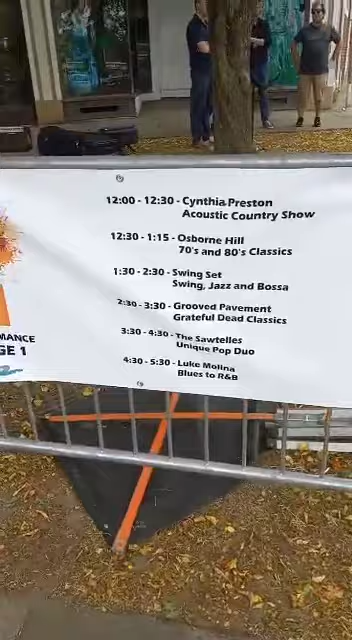 12:00 - 12:30 - Cynthia Preston
Acoustic Country Show
12:30 - 1:15 - Osborne Hill
70's and 80's Classics
1:30 - 2:30 - Swing Set
Swing, Jazz and Bossa
2:30 - 3:30 - Grooved Pavement
Grateful Dead Classics
3:30 - 4:30 - The Sawtelles
Unique Pop Duo
4:30 - 5:30 - Luke Molina
Blues to R&B
MANCE
GE 1